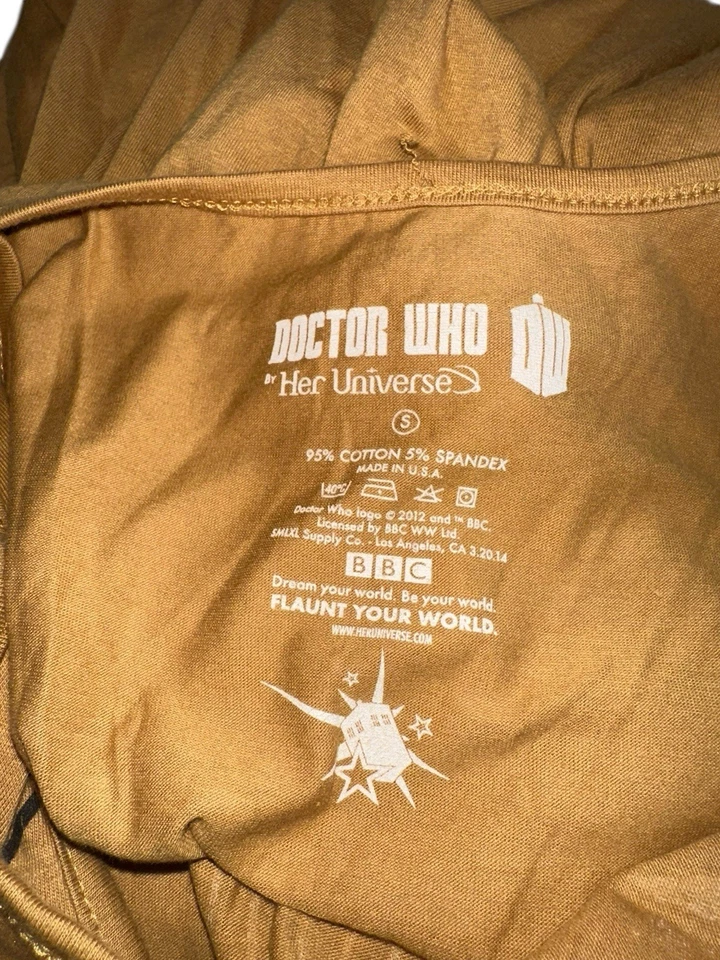 DOCTOR WHO DW
BY Her Universe
S
95% COTTON 5% SPANDEX
MADE IN U.S.A.
40°C
Doctor Who logo © 2012 and ™ BBC.
Licensed by BBC WW Ltd.
SMLXL Supply Co. - Los Angeles, CA 3.20.14
BBC
Dream your world. Be your world.
FLAUNT YOUR WORLD.
WWW.HERUNIVERSE.COM